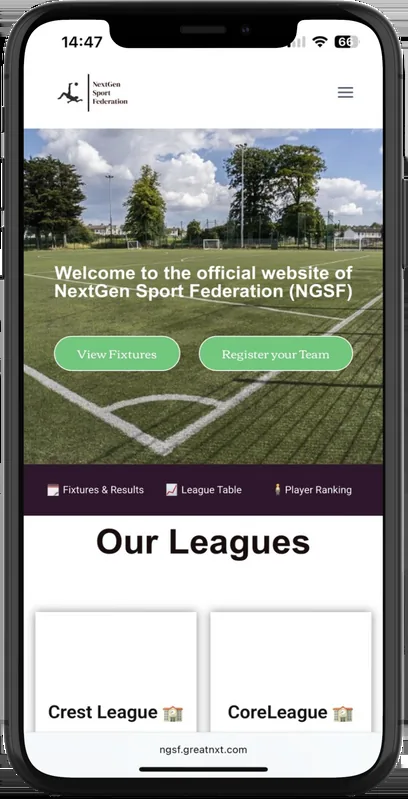 14:47
66
NextGen
Sport
Federation
Welcome to the official website of
NextGen Sport Federation (NGSF)
View Fixtures
Register your Team
Fixtures & Results
League Table
Player Ranking
Our Leagues
Crest League
CoreLeague
ngsf.greatnxt.com